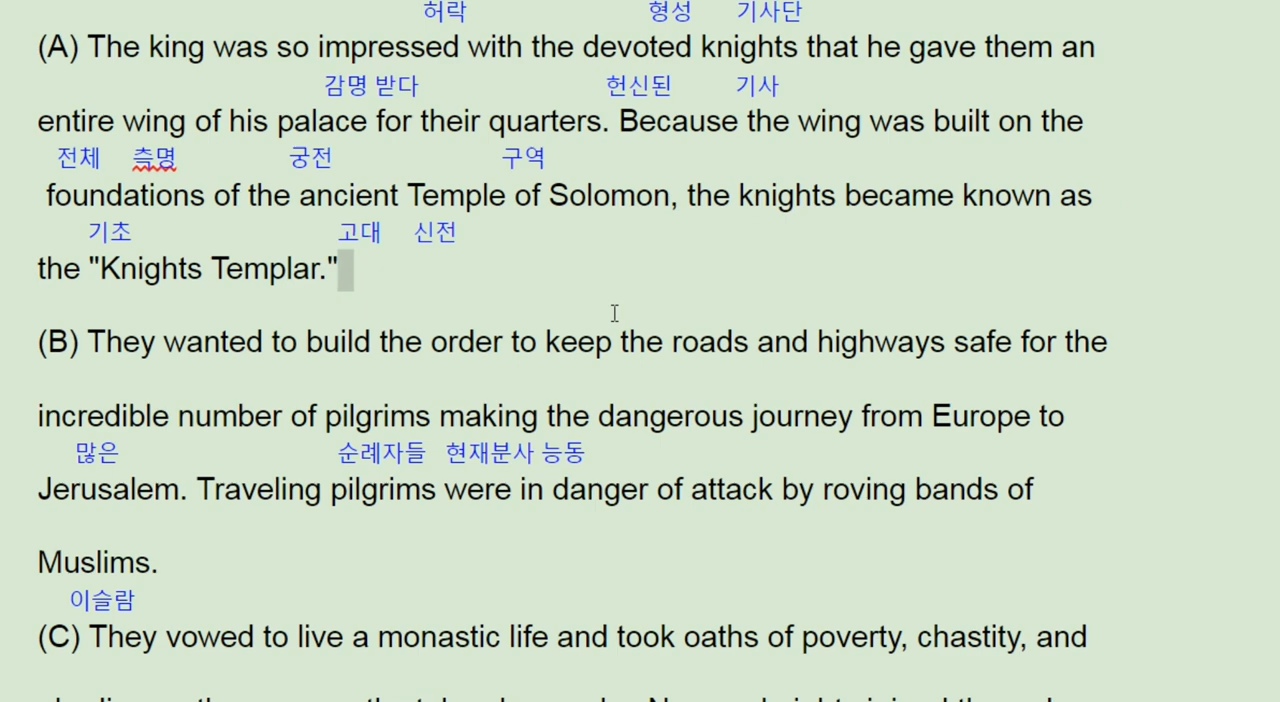 허락 형성 기사단
(A) The king was so impressed with the devoted knights that he gave them an
감명 받다 헌신된 기사
entire wing of his palace for their quarters. Because the wing was built on the
전체 측명 궁전 구역
foundations of the ancient Temple of Solomon, the knights became known as
기초 고대 신전
the "Knights Templar."
(B) They wanted to build the order to keep the roads and highways safe for the
incredible number of pilgrims making the dangerous journey from Europe to
많은 순례자들 현재분사 능동
Jerusalem. Traveling pilgrims were in danger of attack by roving bands of
Muslims.
이슬람
(C) They vowed to live a monastic life and took oaths of poverty, chastity, and